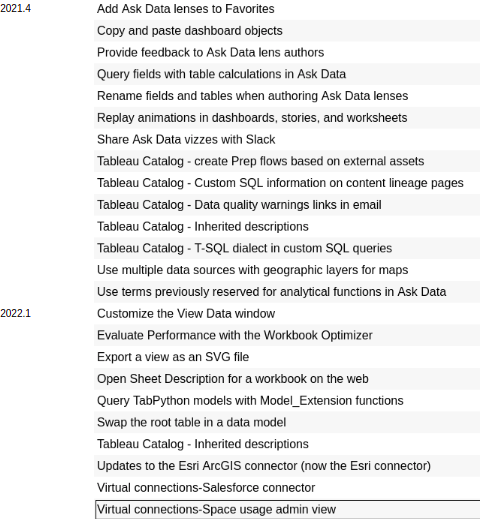 2021.4 Add Ask Data lenses to Favorites
Copy and paste dashboard objects
Provide feedback to Ask Data lens authors
Query fields with table calculations in Ask Data
Rename fields and tables when authoring Ask Data lenses
Replay animations in dashboards, stories, and worksheets
Share Ask Data vizzes with Slack
Tableau Catalog - create Prep flows based on external assets
Tableau Catalog - Custom SQL information on content lineage pages
Tableau Catalog - Data quality warnings links in email
Tableau Catalog - Inherited descriptions
Tableau Catalog - T-SQL dialect in custom SQL queries
Use multiple data sources with geographic layers for maps
Use terms previously reserved for analytical functions in Ask Data
2022.1 Customize the View Data window
Evaluate Performance with the Workbook Optimizer
Export a view as an SVG file
Open Sheet Description for a workbook on the web
Query TabPython models with Model_Extension functions
Swap the root table in a data model
Tableau Catalog - Inherited descriptions
Updates to the Esri ArcGIS connector (now the Esri connector)
Virtual connections-Salesforce connector
Virtual connections-Space usage admin view